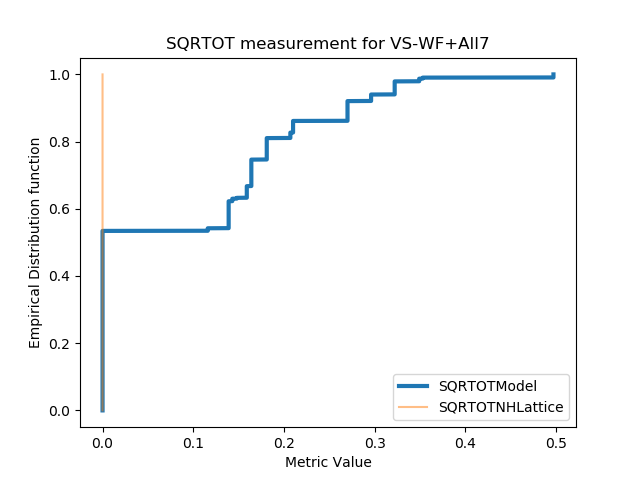 SQRTOT measurement for VS-WF+All7
Empirical Distribution function
1.0
0.8
0.6
0.4
0.2
0.0
SQRTOTModel
SQRTOTNHLattice
0.0 0.1 0.2 0.3 0.4 0.5
Metric Value